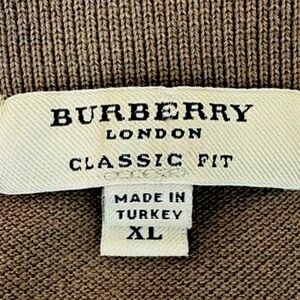 BURBERRY
LONDON
CLASSIC FIT
MADE IN
TURKEY
XL